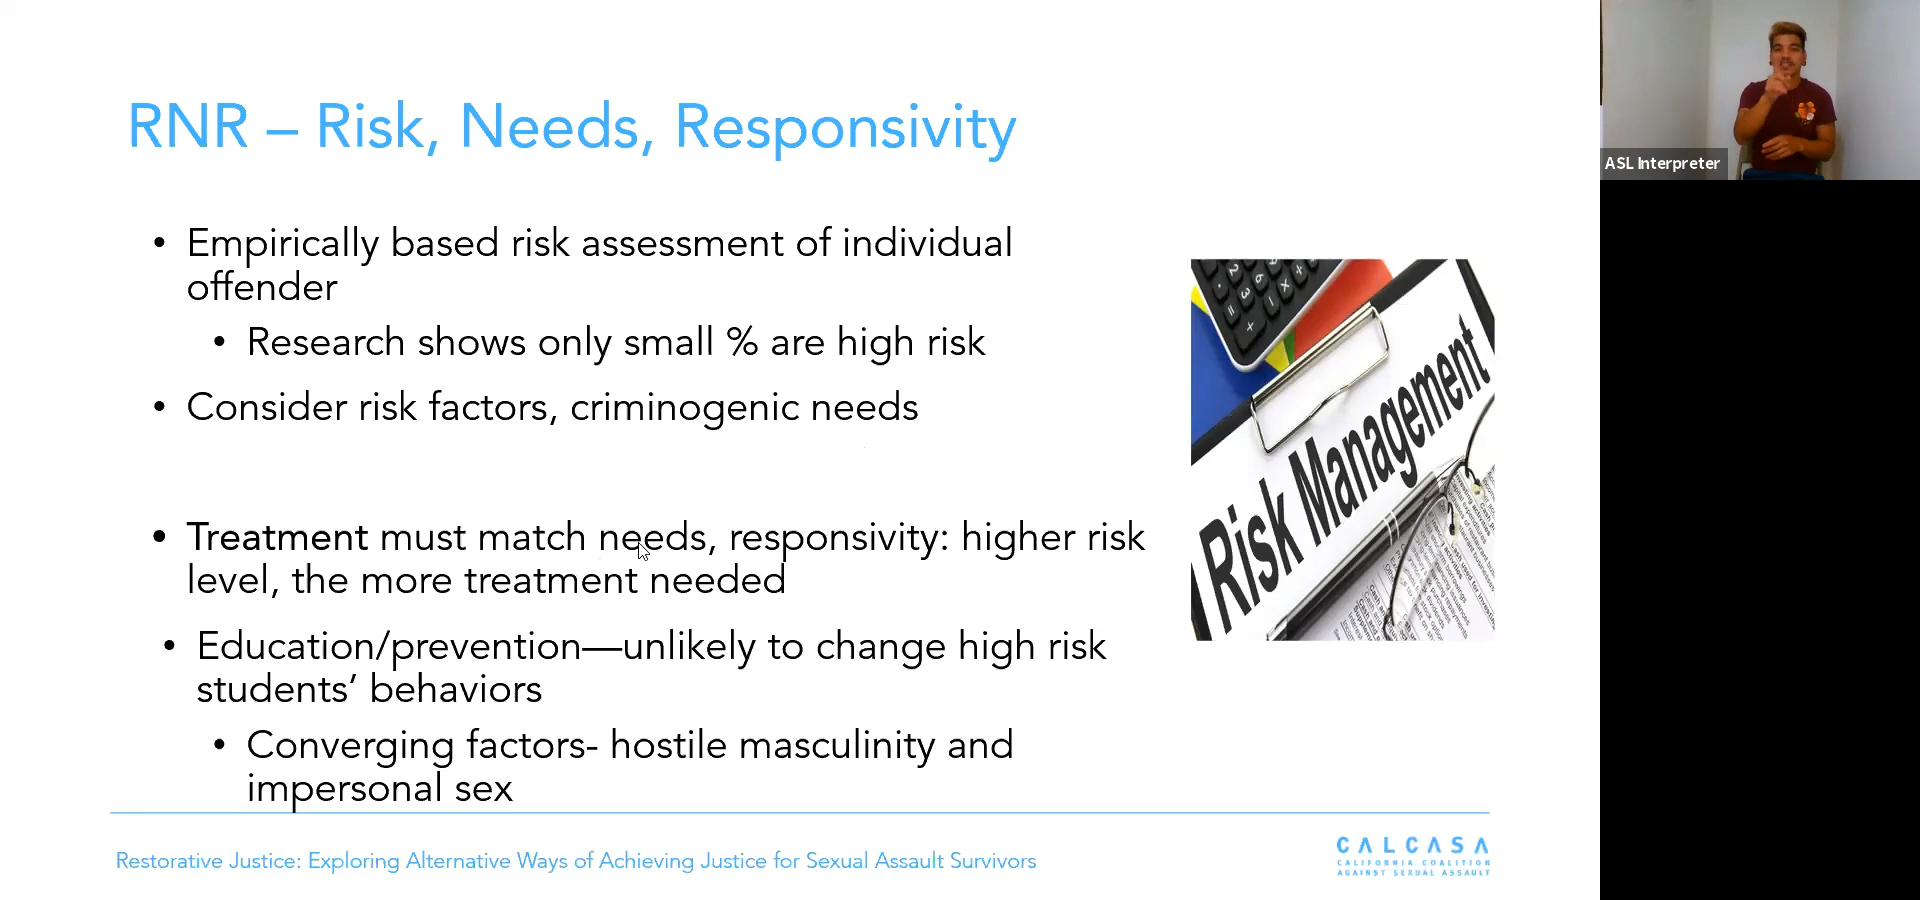 RNR – Risk, Needs, Responsivity
• Empirically based risk assessment of individual
offender
• Research shows only small % are high risk
• Consider risk factors, criminogenic needs
• Treatment must match needs, responsivity: higher risk
level, the more treatment needed
• Education/prevention—unlikely to change high risk
students’ behaviors
• Converging factors- hostile masculinity and
impersonal sex
Risk Management
Restorative Justice: Exploring Alternative Ways of Achieving Justice for Sexual Assault Survivors
CALCASA
CALIFORNIA COALITION
AGAINST SEXUAL ASSAULT
ASL Interpreter